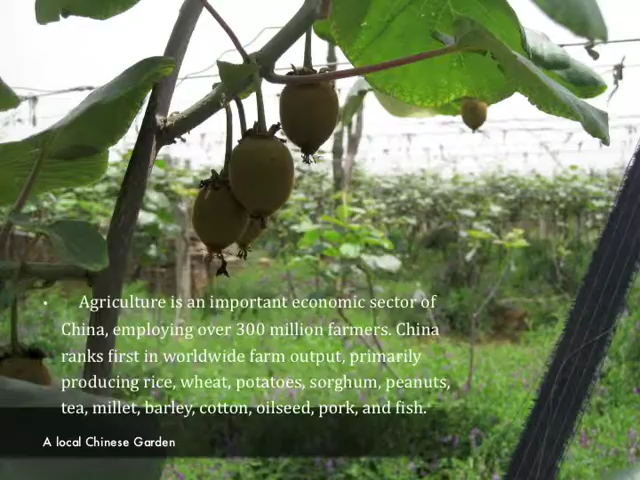 • Agriculture is an important economic sector of
China, employing over 300 million farmers. China
ranks first in worldwide farm output, primarily
producing rice, wheat, potatoes, sorghum, peanuts,
tea, millet, barley, cotton, oilseed, pork, and fish.
A local Chinese Garden